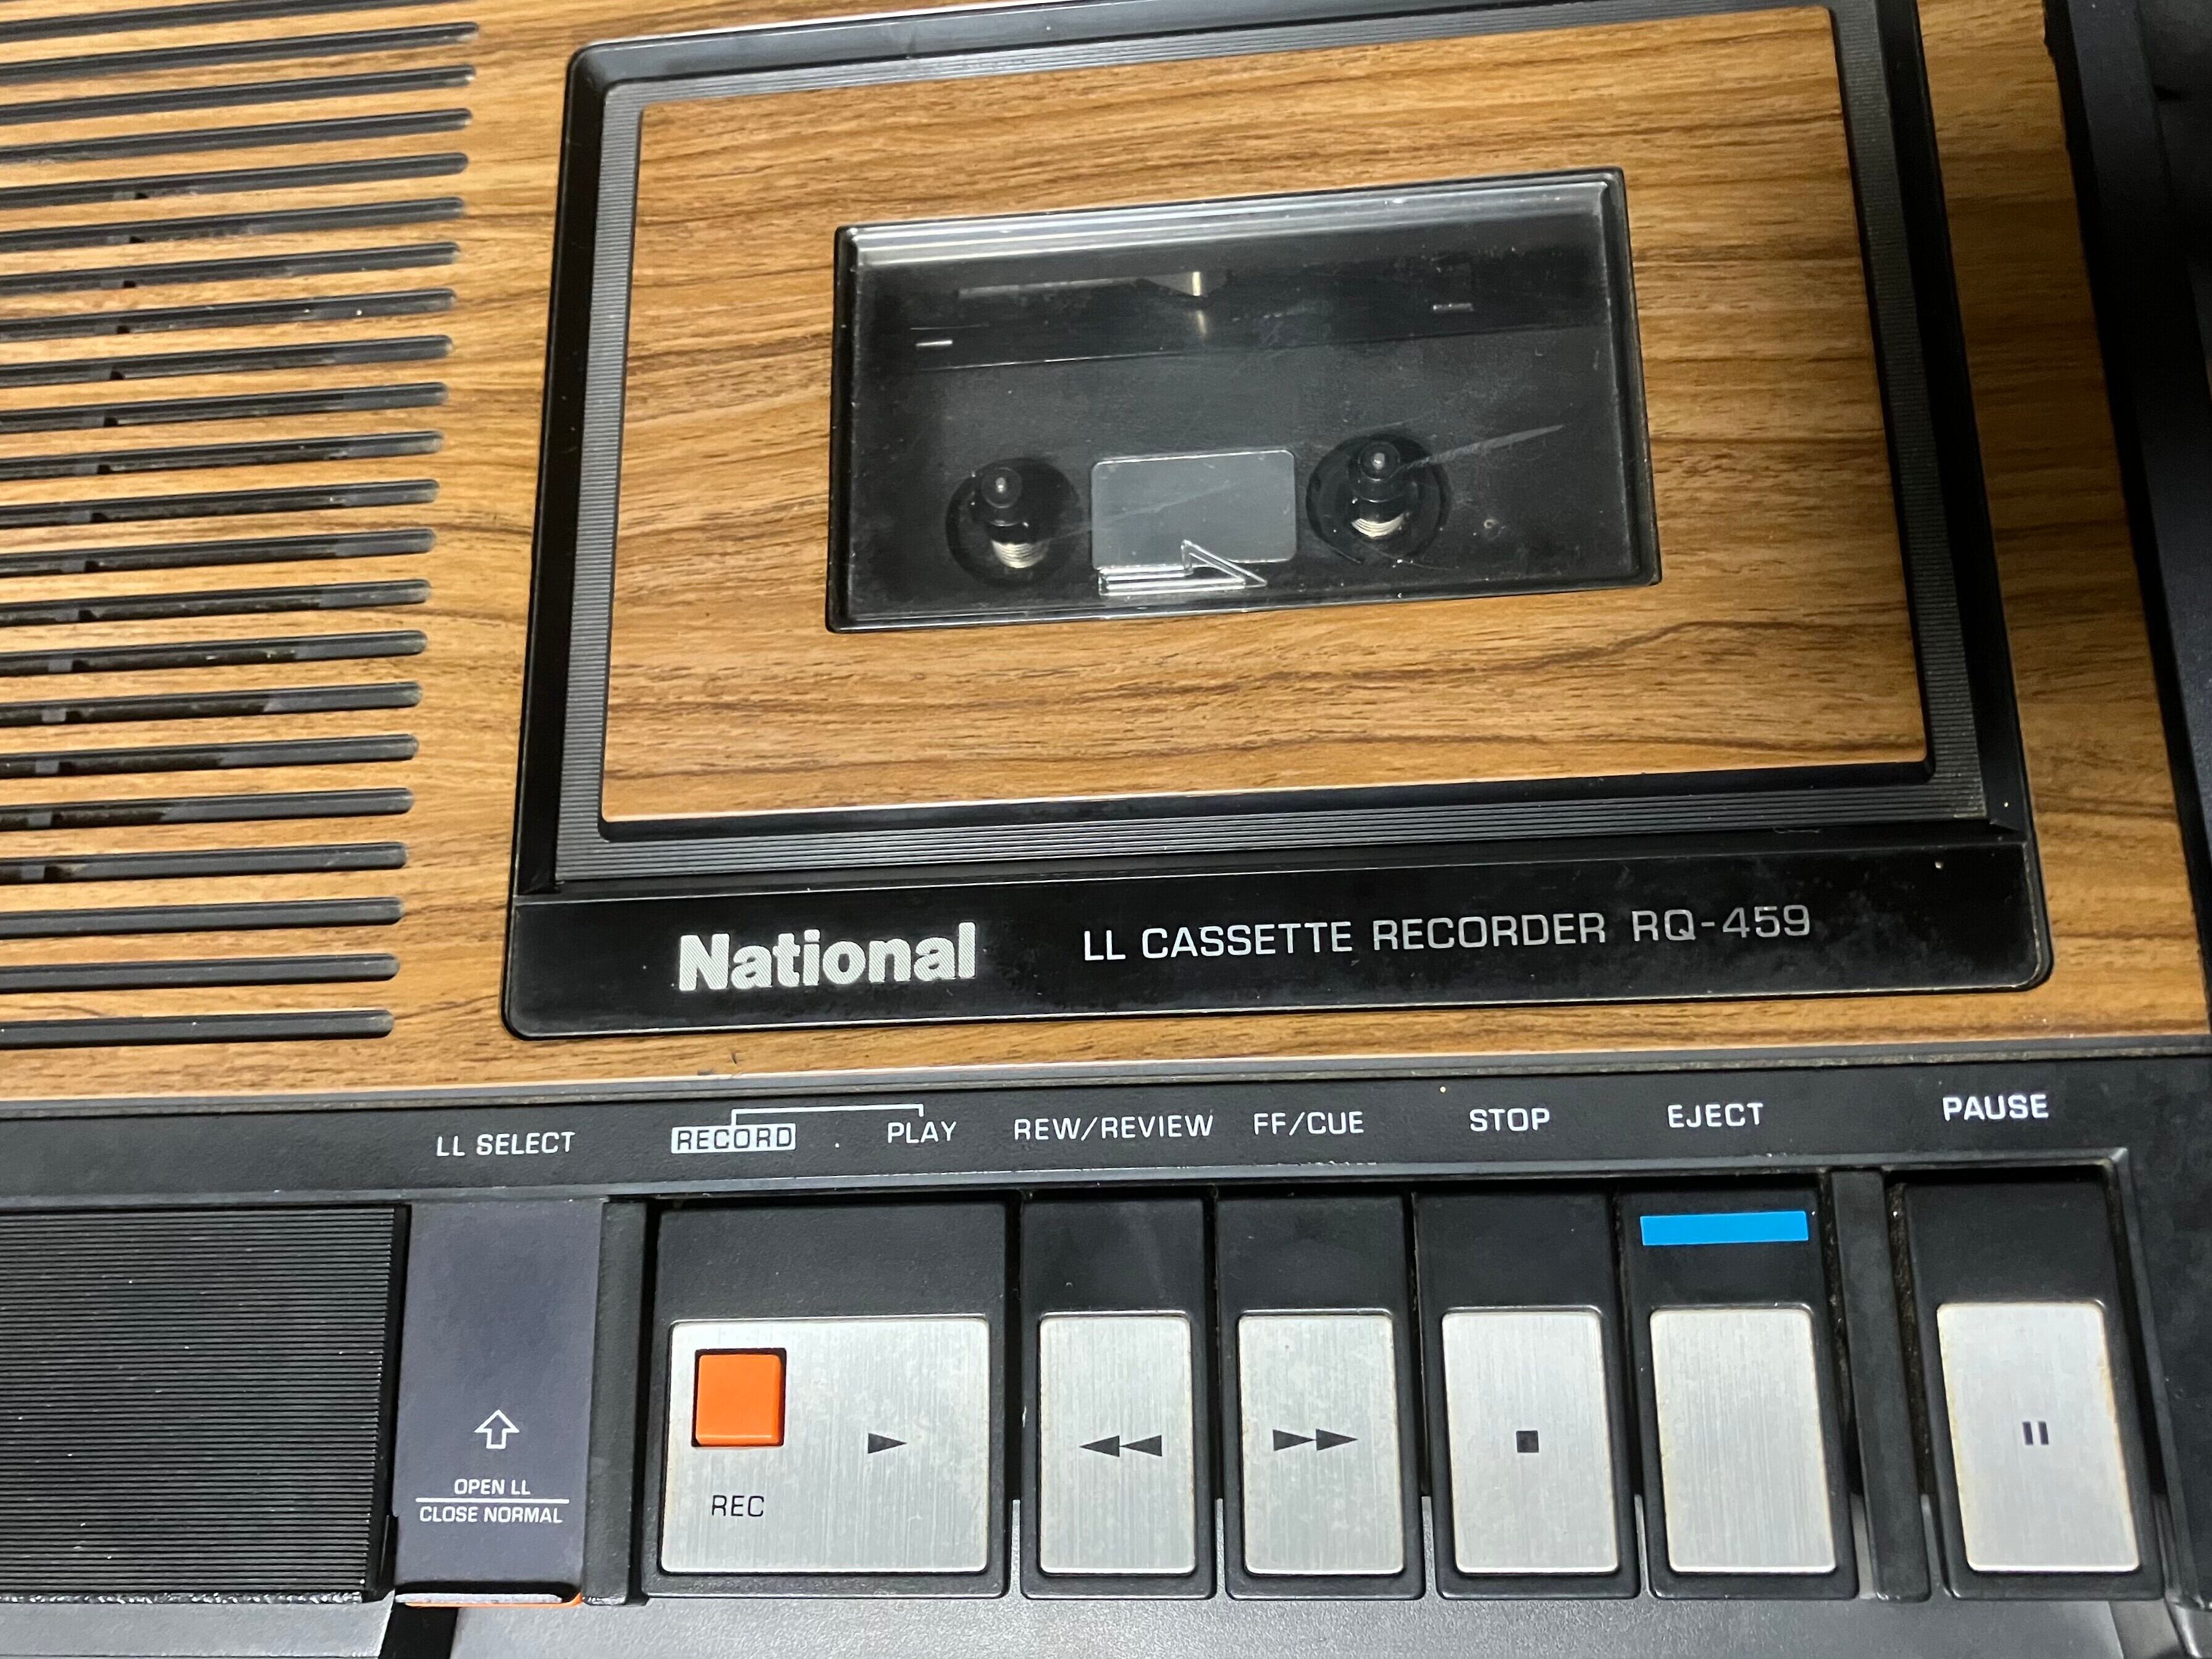 National
LL CASSETTE RECORDER RQ-459
LL SELECT
RECORD
PLAY
REW/REVIEW
FF/CUE
STOP
EJECT
PAUSE
REC
OPEN LL
CLOSE NORMAL